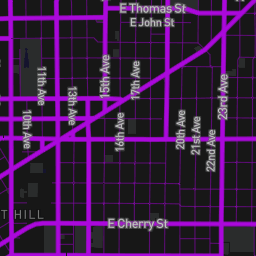 E Thomas St
E John St
15th Ave
17th Ave
11th Ave
13th Ave
23rd Ave
10th Ave
16th Ave
20th Ave
21st Ave
22nd Ave
T HILL
E Cherry St